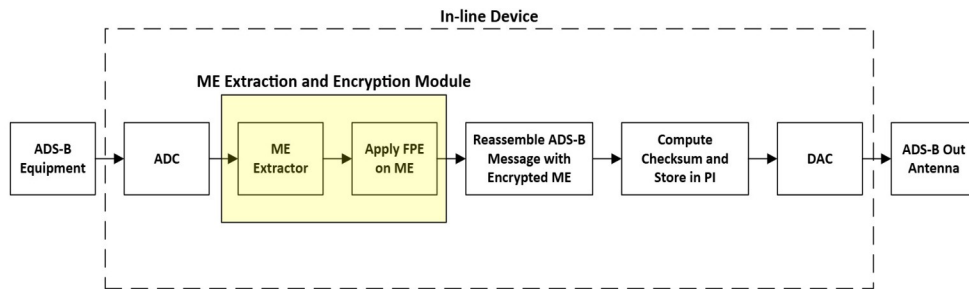 In-line Device
ME Extraction and Encryption Module
ADS-B
Equipment
ADC
ME
Extractor
Apply FPE
on ME
Reassemble ADS-B
Message with
Encrypted ME
Compute
Checksum and
Store in PI
DAC
ADS-B Out
Antenna